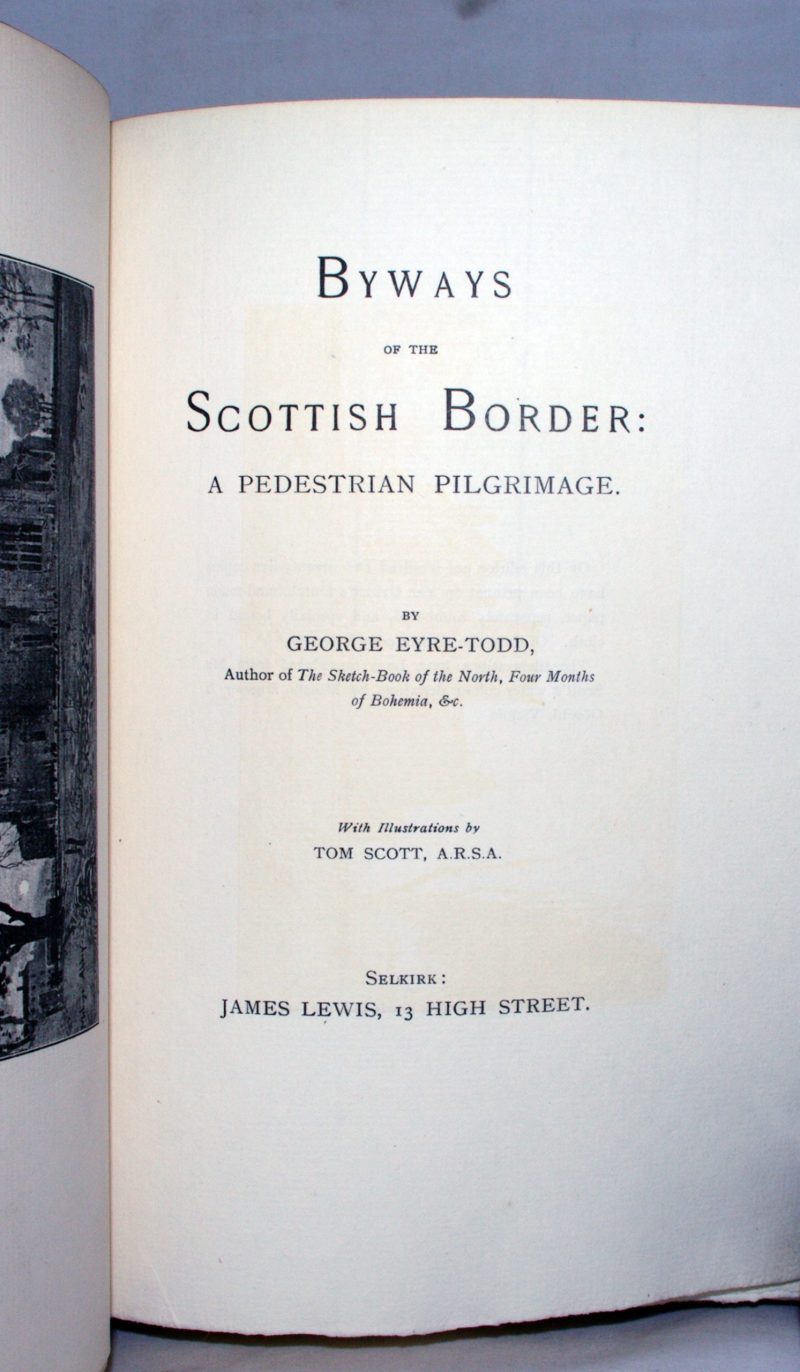 BYWAYS
OF THE
SCOTTISH BORDER:
A PEDESTRIAN PILGRIMAGE.
BY
GEORGE EYRE-TODD,
Author of The Sketch-Book of the North, Four Months
of Bohemia, &c.
With Illustrations by
TOM SCOTT, A.R.S.A.
SELKIRK:
JAMES LEWIS, 13 HIGH STREET.